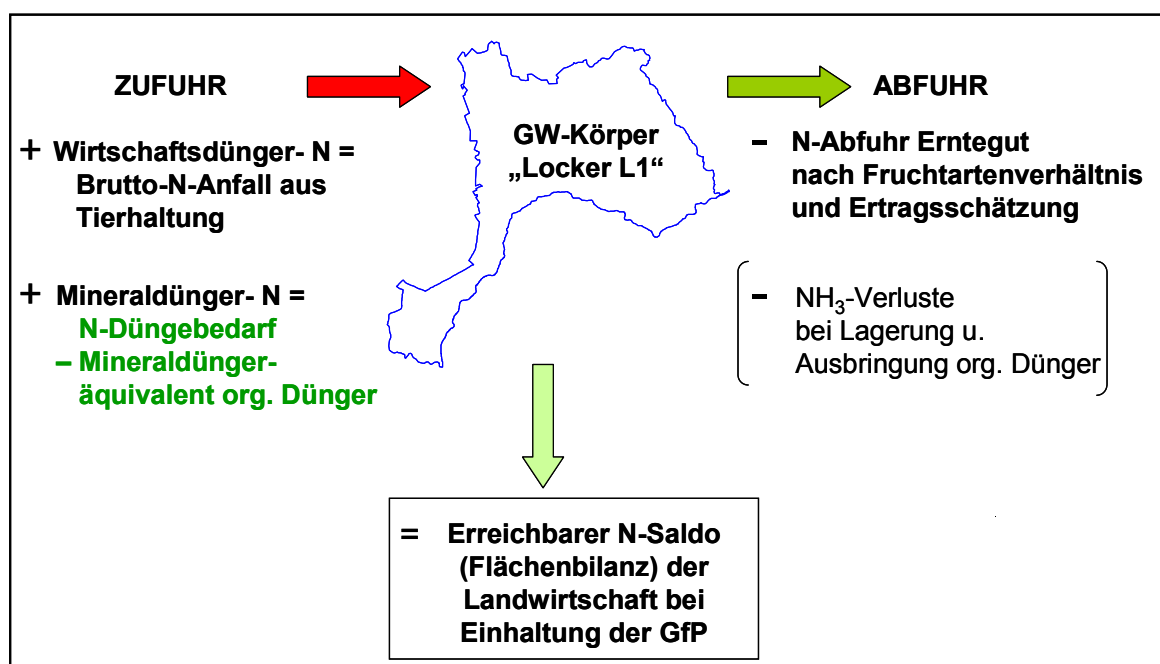 ZUFUHR
+ Wirtschaftsdünger- N =
Brutto-N-Anfall aus
Tierhaltung
+ Mineraldünger- N =
N-Düngebedarf
– Mineraldünger-
äquivalent org. Dünger
GW-Körper
„Locker L1“
ABFUHR
- N-Abfuhr Erntegut
nach Fruchtartenverhältnis
und Ertragsschätzung
- NH₃-Verluste
bei Lagerung u.
Ausbringung org. Dünger
= Erreichbarer N-Saldo
(Flächenbilanz) der
Landwirtschaft bei
Einhaltung der GfP